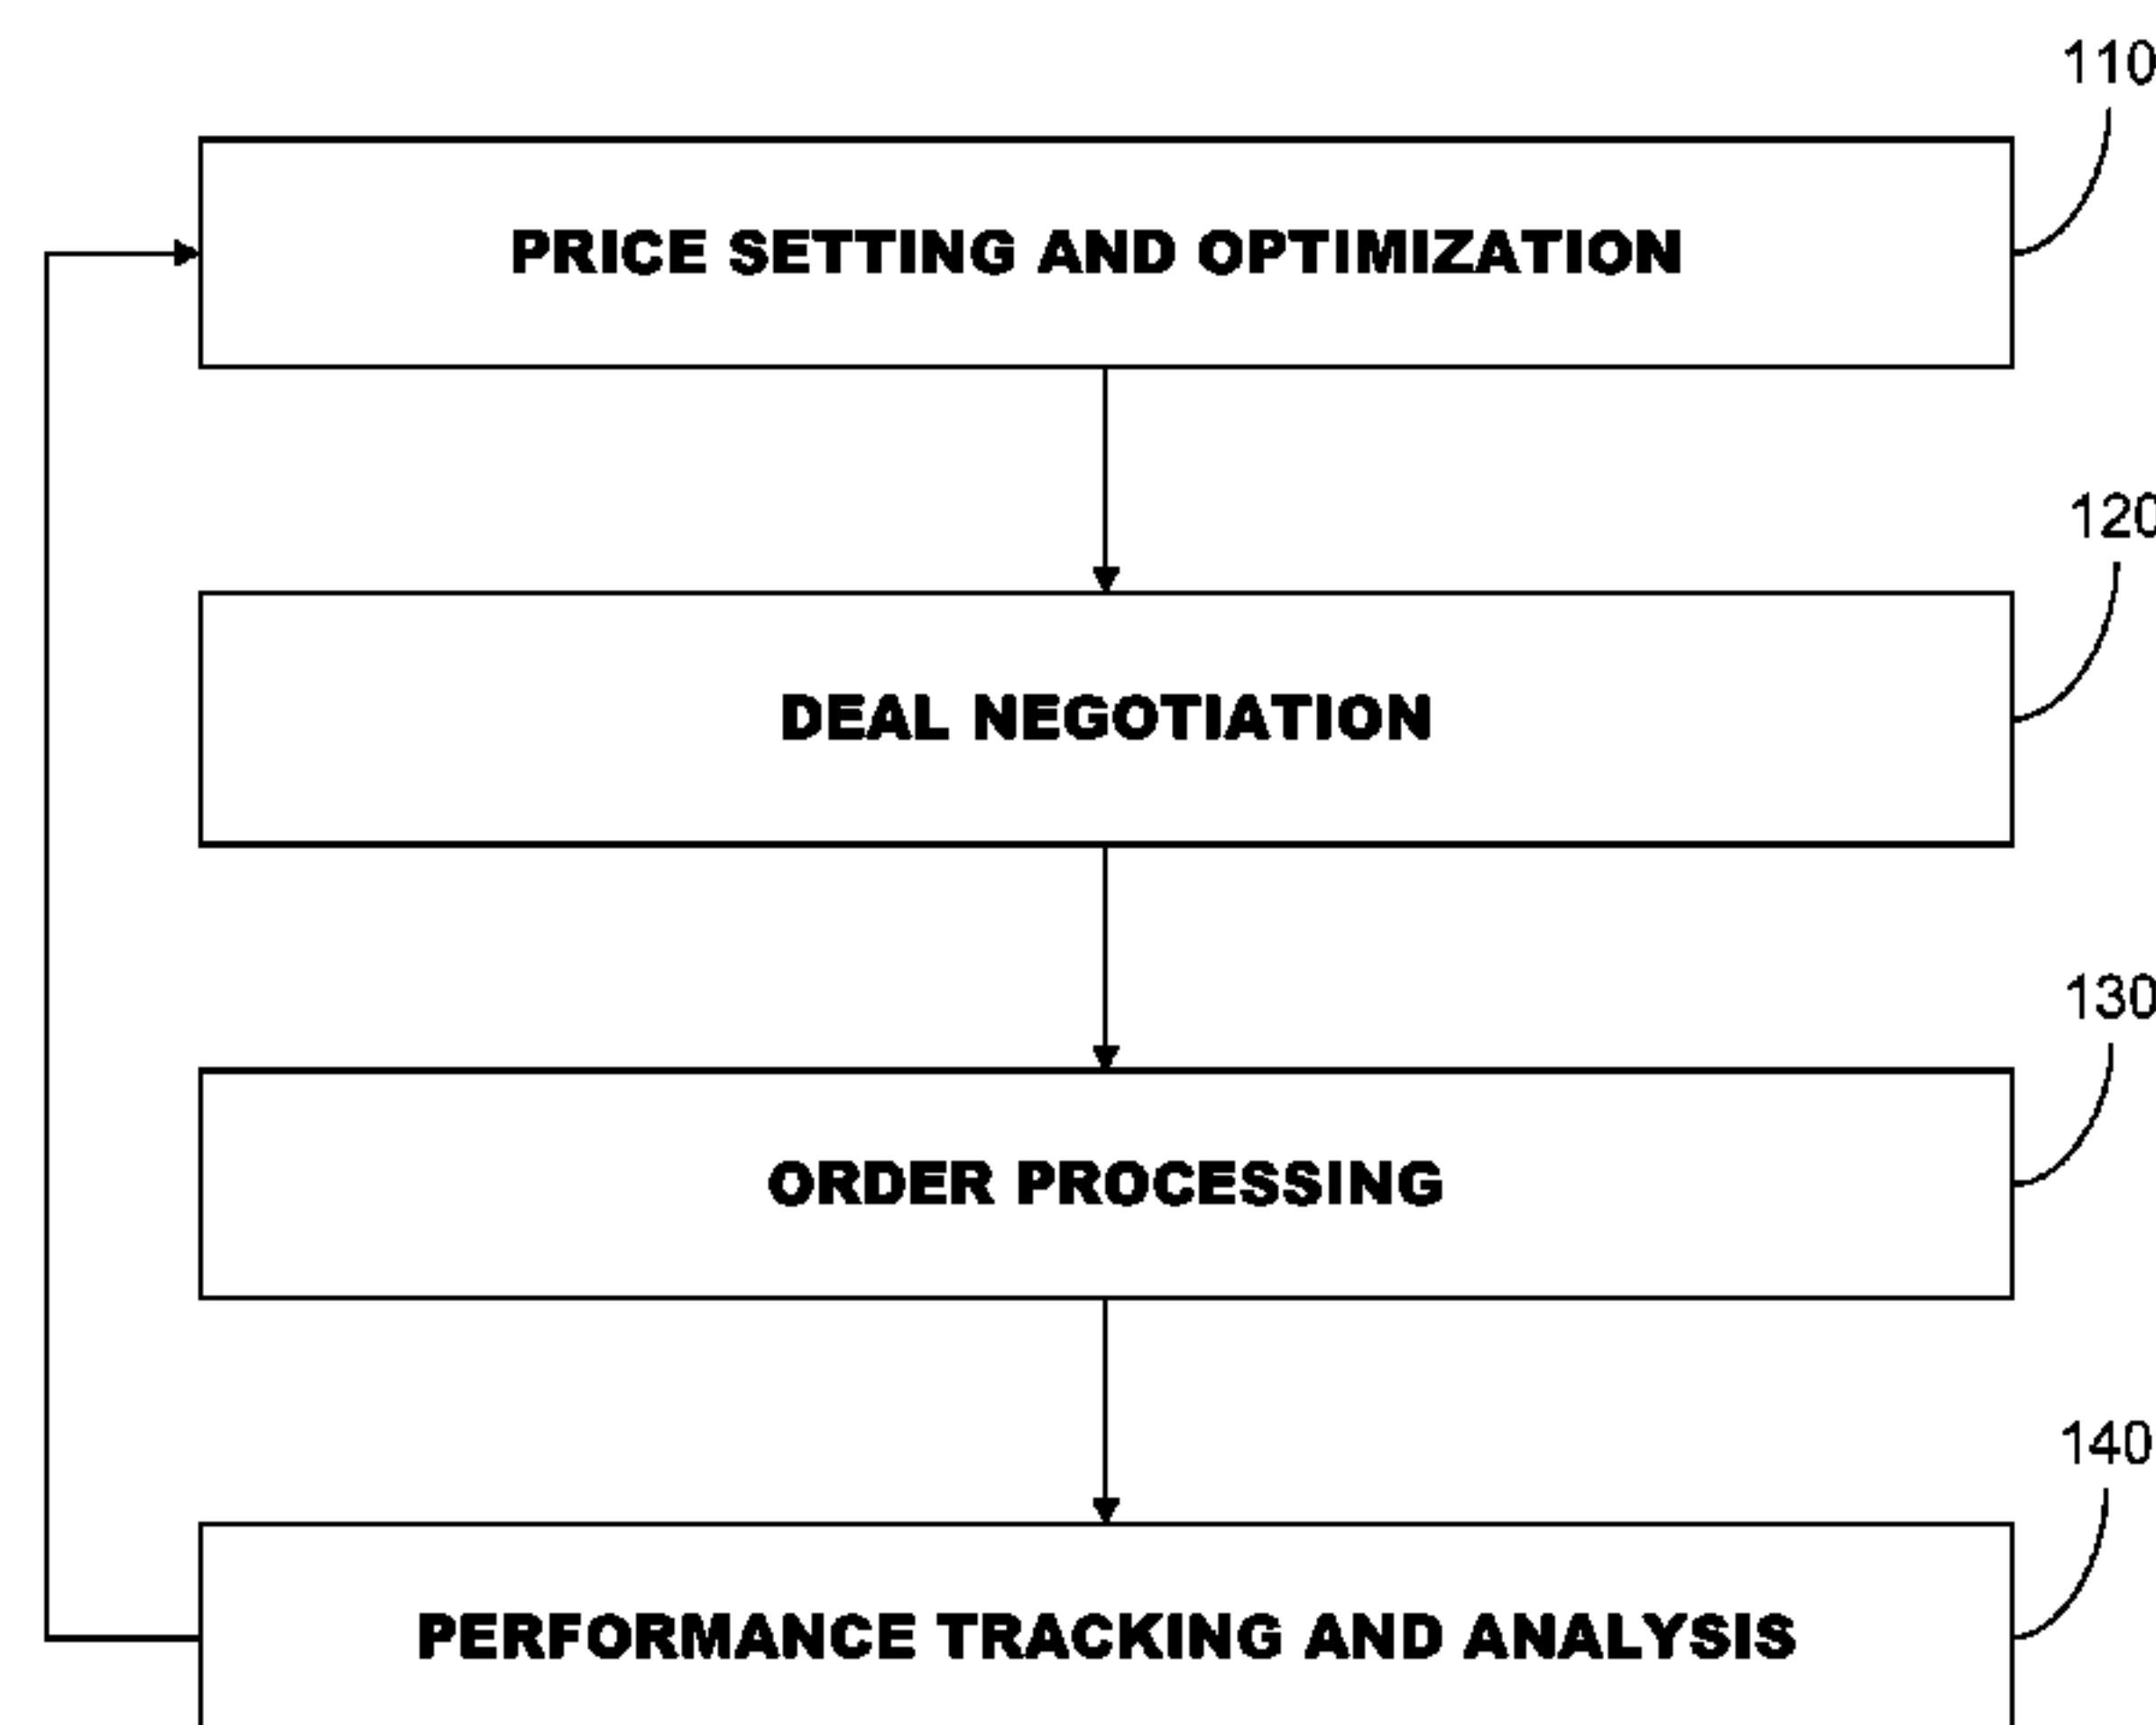 110
PRICE SETTING AND OPTIMIZATION
120
DEAL NEGOTIATION
130
ORDER PROCESSING
140
PERFORMANCE TRACKING AND ANALYSIS